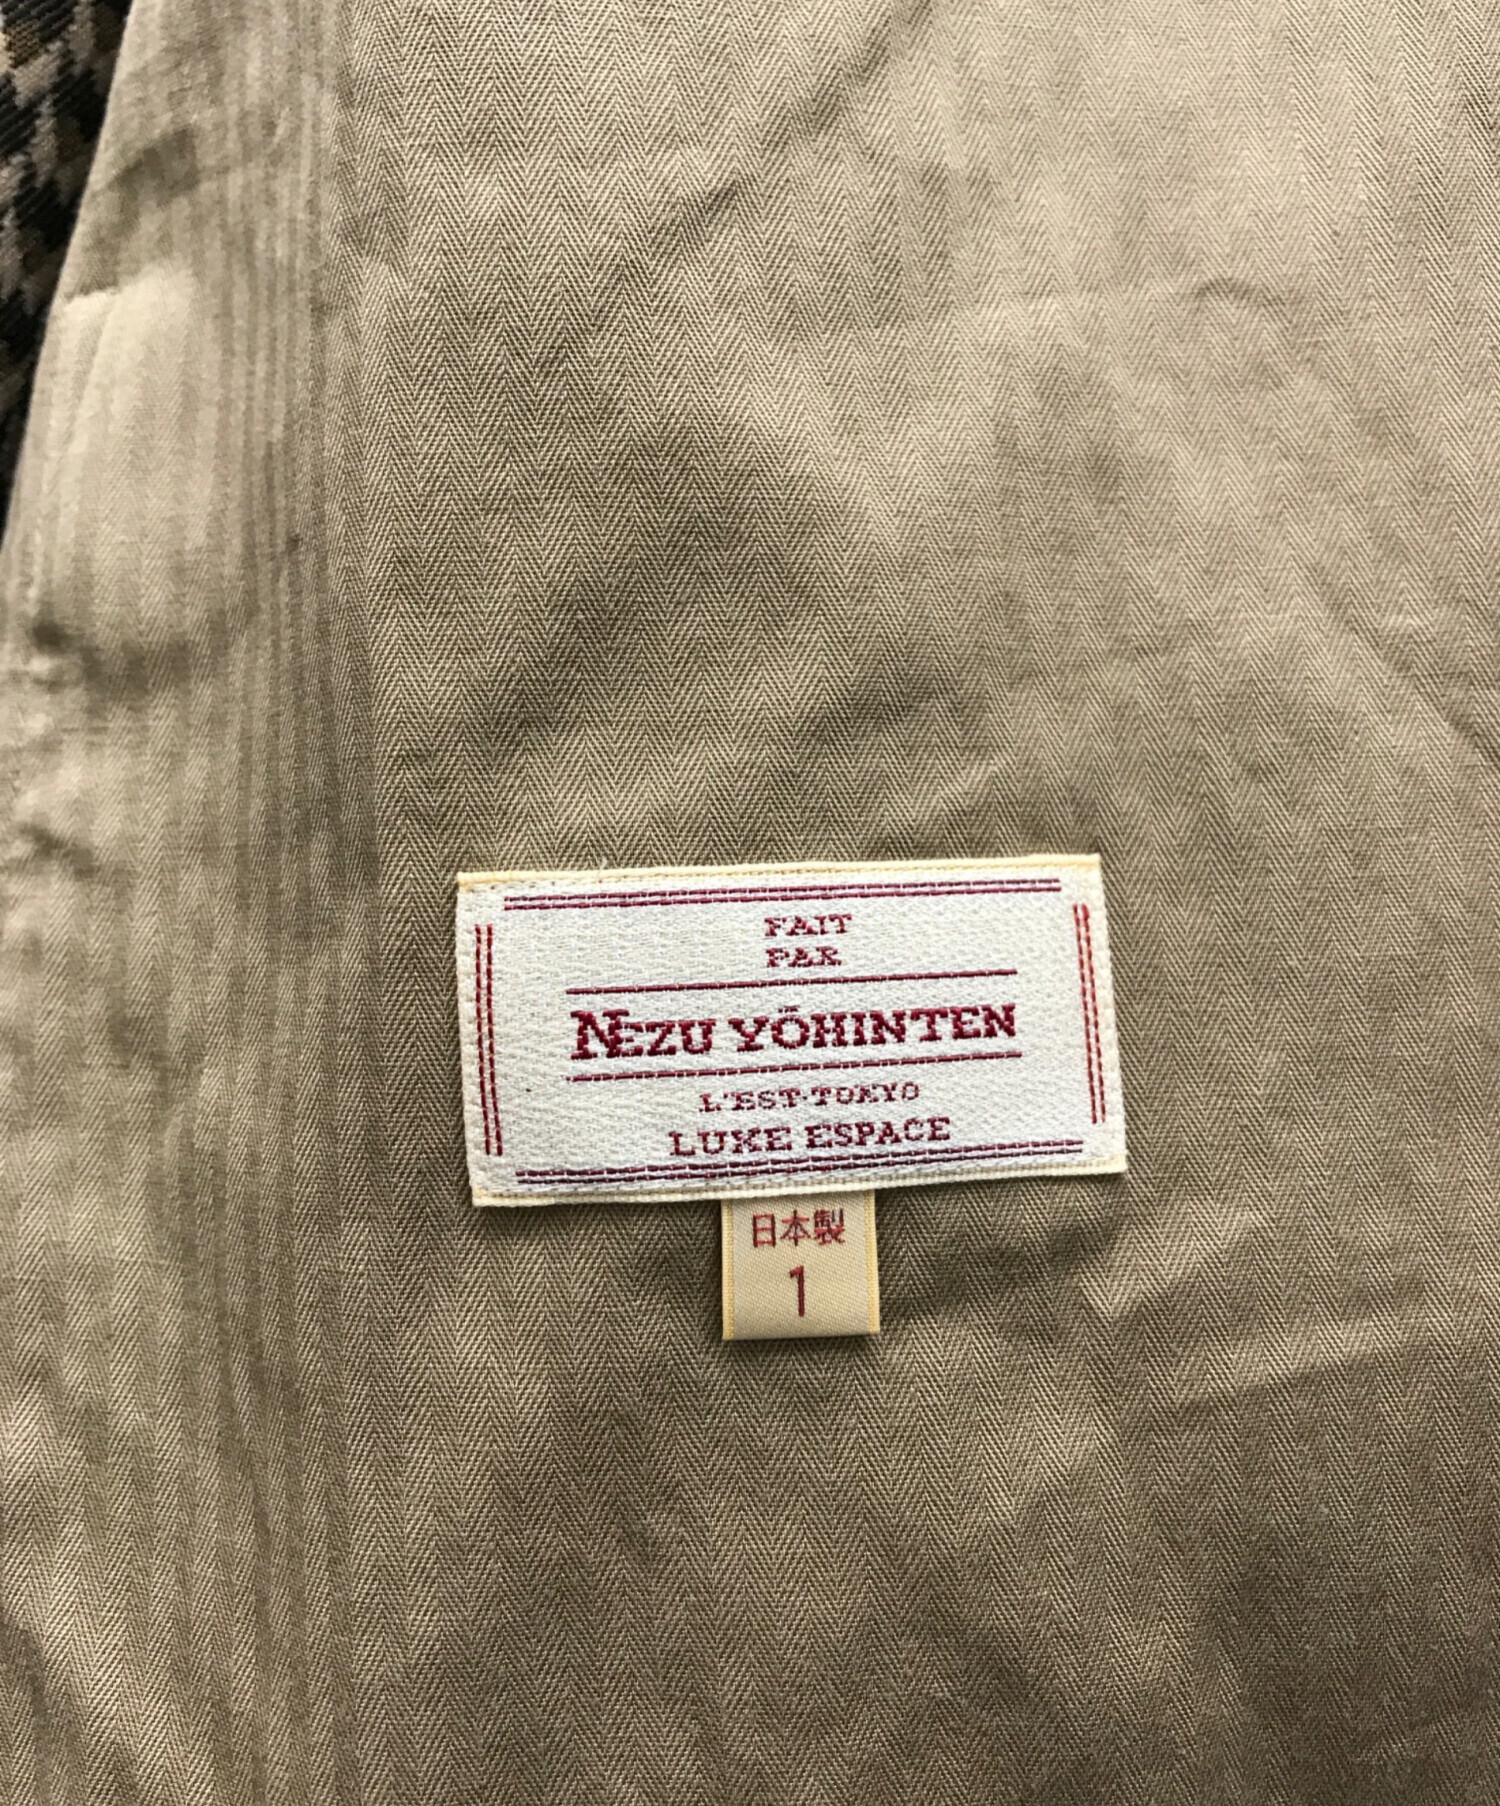 FAIT
PAR
NEZU YŌHINTEN
L'EST-TOKYO
LUKE ESPACE
日本製
1